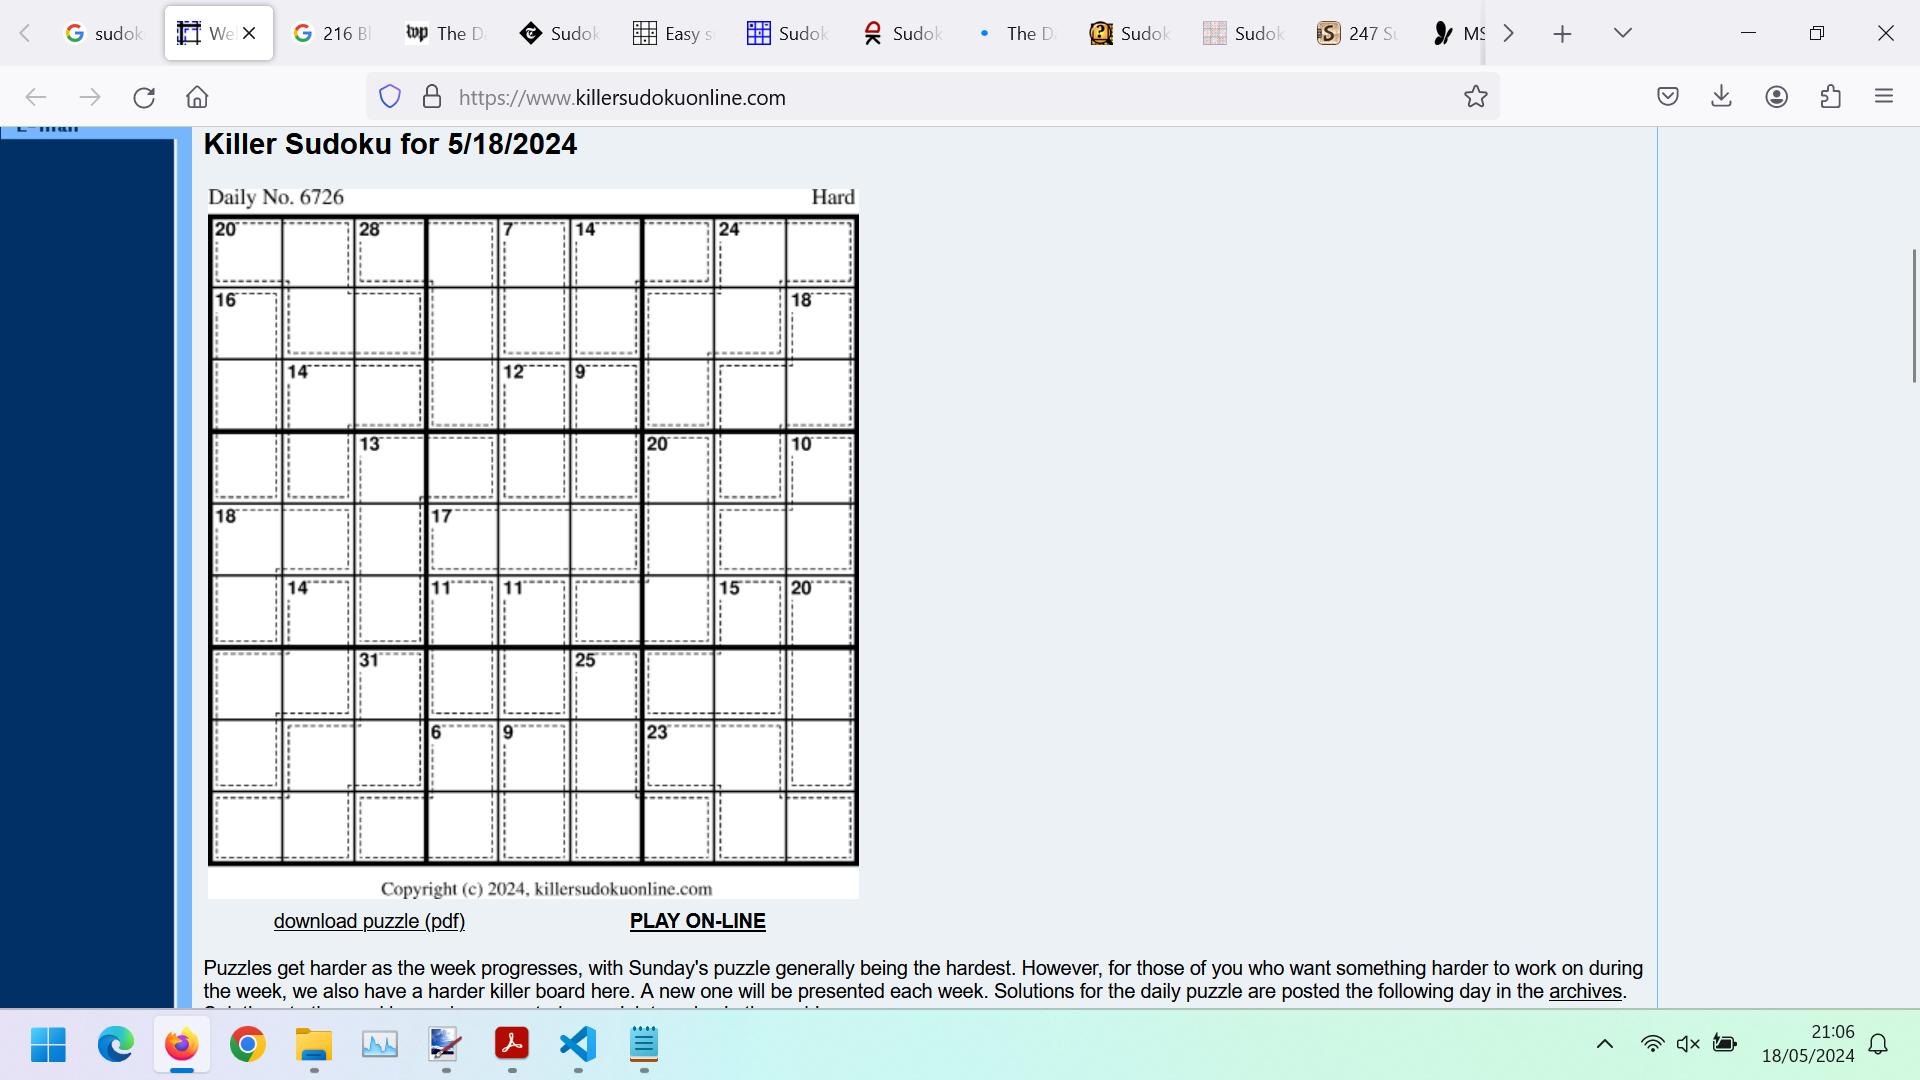 sudok
We
216 Bl
The D
Sudok
Easy s
Sudok
Sudok
The D
Sudok
Sudok
247 Su
MS
https://www.killersudokuonline.com
Killer Sudoku for 5/18/2024
Daily No. 6726 Hard
20 28 7 14 24
16 18
14 12 9
13 20 10
18 17
14 11 11 15 20
31 25
6 9 23
Copyright (c) 2024, killersudokuonline.com
download puzzle (pdf) PLAY ON-LINE
Puzzles get harder as the week progresses, with Sunday's puzzle generally being the hardest. However, for those of you who want something harder to work on during
the week, we also have a harder killer board here. A new one will be presented each week. Solutions for the daily puzzle are posted the following day in the archives.
21:06
18/05/2024